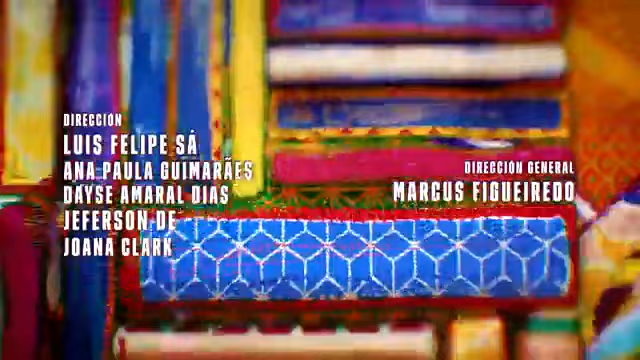 DIRECCIÓN
LUIS FELIPE SÁ
ANA PAULA GUIMARÃES
DAYSE AMARAL DIAS
JEFERSON DE
JOANA CLARK
DIRECCIÓN GENERAL
MARCUS FIGUEIREDO